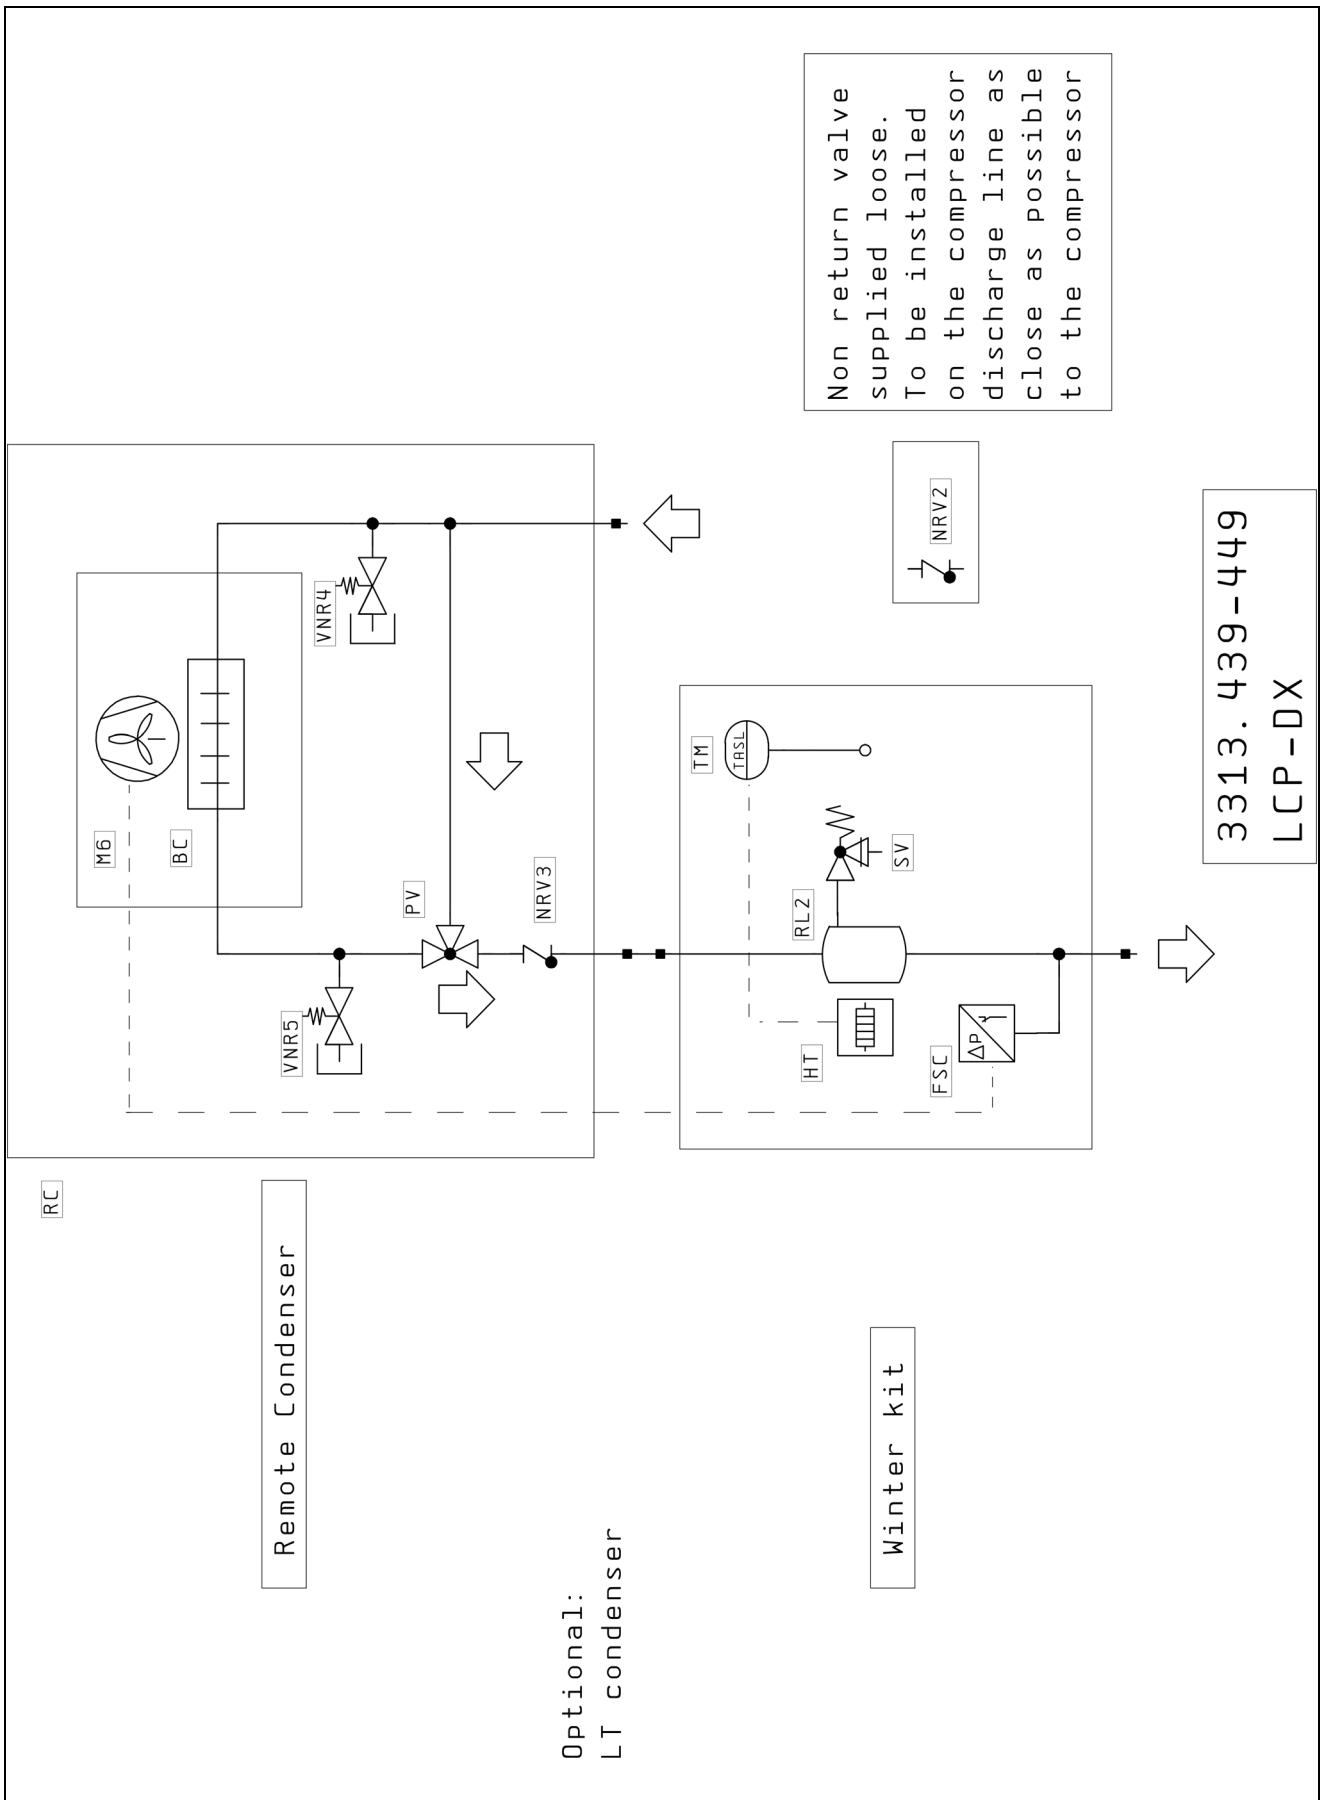 RC
Remote Condenser
Optional:
LT condenser
Winter kit
M6
BC
VNR5
VNR4
PV
NRV3
TM
TASL
RL2
SV
HT
FSC
ΔP
NRV2
Non return valve
supplied loose.
To be installed
on the compressor
discharge line as
close as possible
to the compressor
3313.439-449
LCP-DX